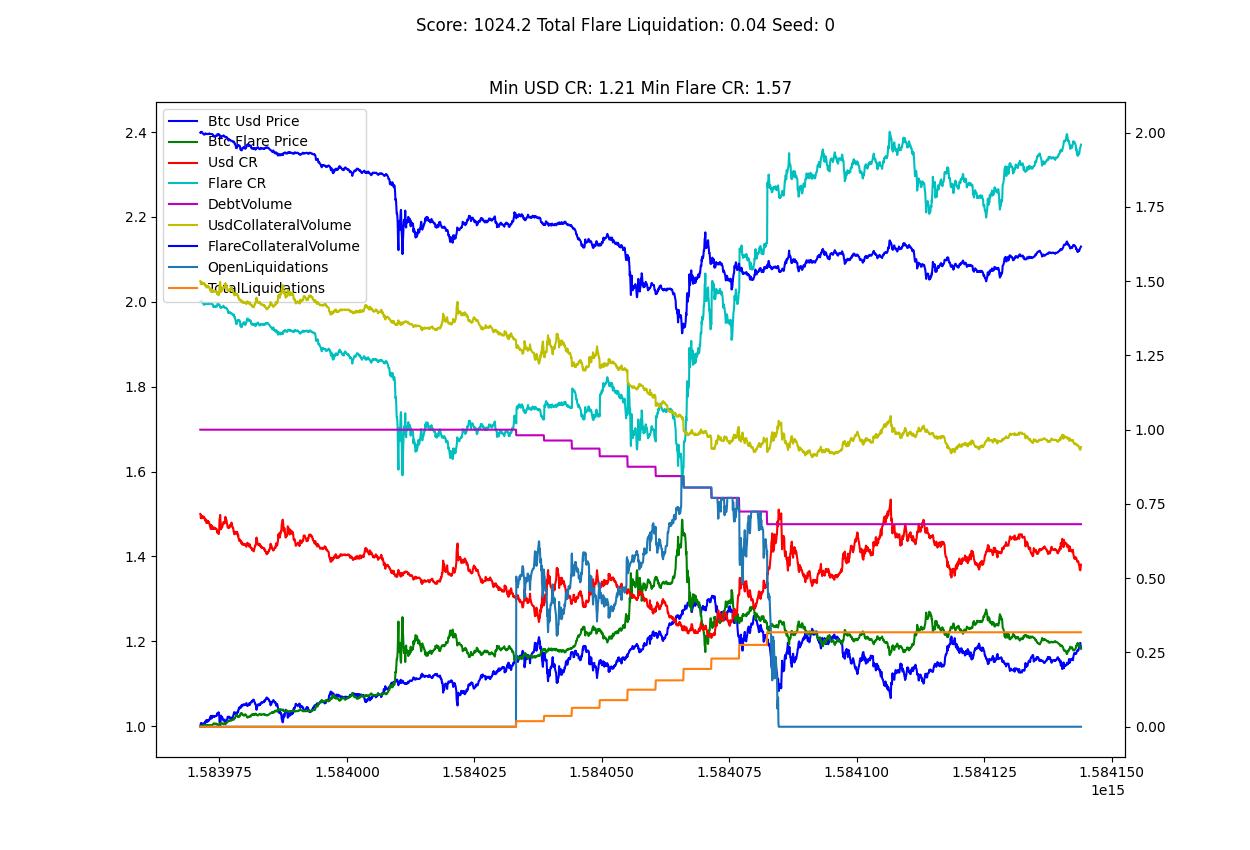 Score: 1024.2 Total Flare Liquidation: 0.04 Seed: 0
Min USD CR: 1.21 Min Flare CR: 1.57
Btc Usd Price
Btc Flare Price
Usd CR
Flare CR
DebtVolume
UsdCollateralVolume
FlareCollateralVolume
OpenLiquidations
TotalLiquidations
2.4
2.2
2.0
1.8
1.6
1.4
1.2
1.0
2.00
1.75
1.50
1.25
1.00
0.75
0.50
0.25
0.00
1.583975
1.584000
1.584025
1.584050
1.584075
1.584100
1.584125
1.584150
1e15